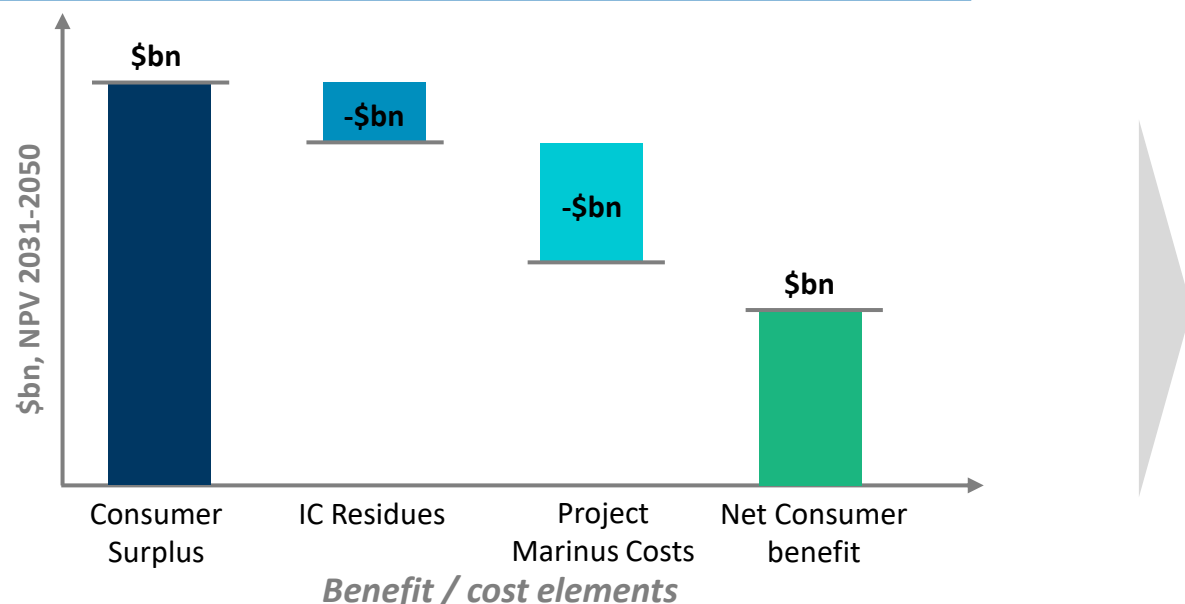 $bn
-$bn
-$bn
$bn
$bn, NPV 2031-2050
Consumer
Surplus
IC Residues
Project
Marinus Costs
Net Consumer
benefit
Benefit / cost elements